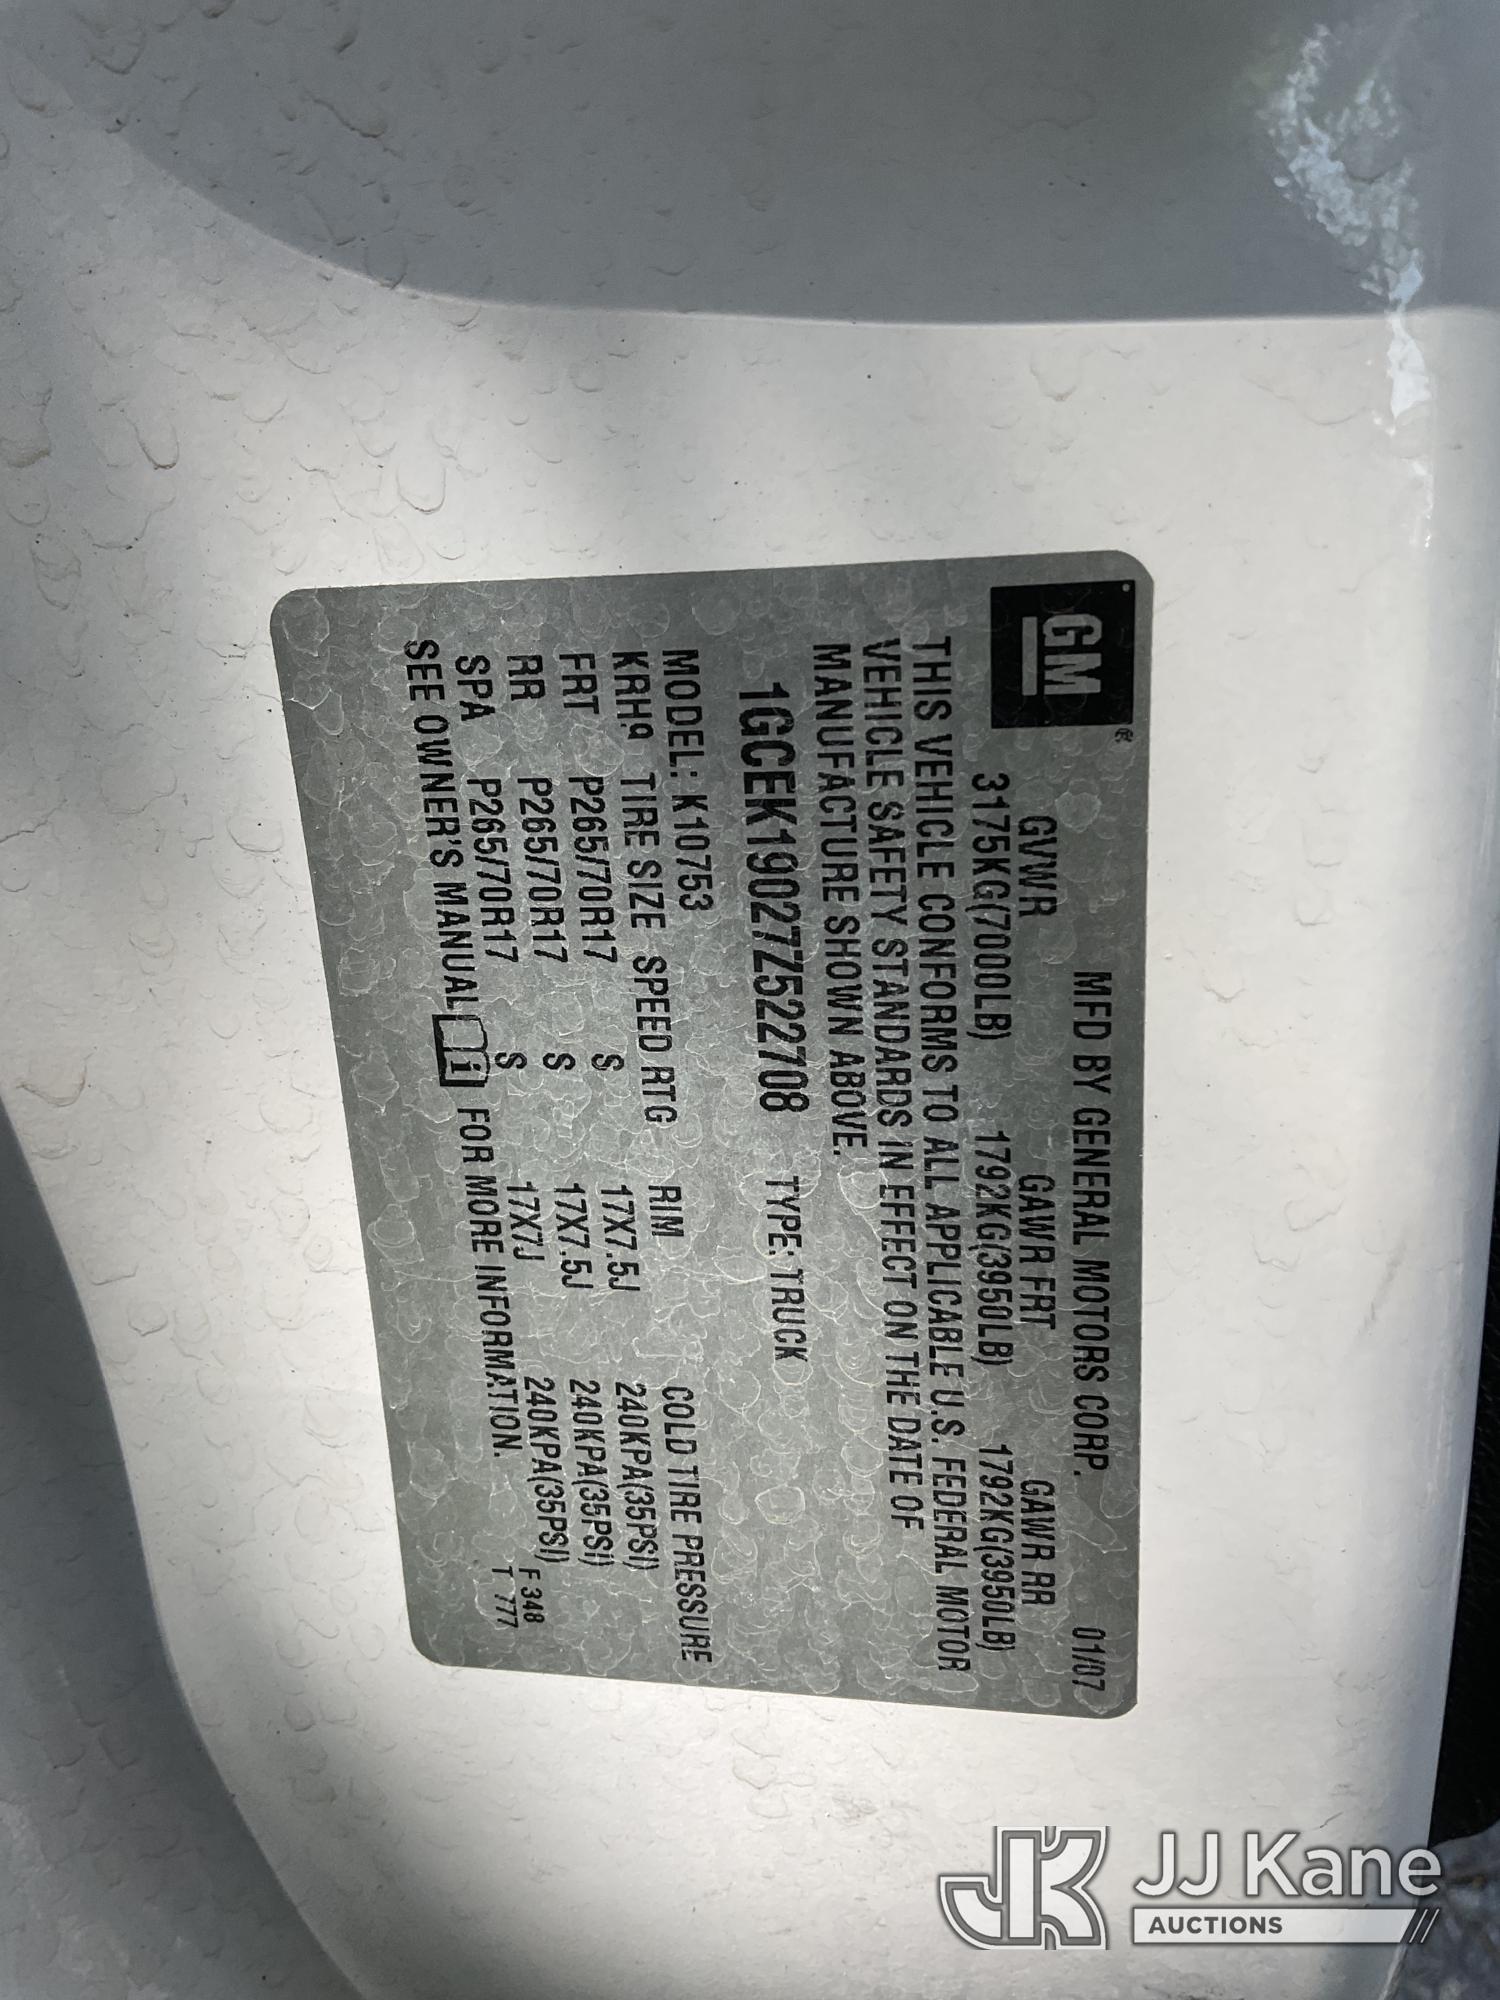 GM
MFD BY GENERAL MOTORS CORP. 01/07
GVWR GAWR FRT GAWR RR
3175KG(7000LB) 1792KG(3950LB) 1792KG(3950LB)
THIS VEHICLE CONFORMS TO ALL APPLICABLE U.S. FEDERAL MOTOR
VEHICLE SAFETY STANDARDS IN EFFECT ON THE DATE OF
MANUFACTURE SHOWN ABOVE.
1GCEK19027Z522708 TYPE: TRUCK
MODEL: K10753
KRH9 TIRE SIZE SPEED RTG RIM COLD TIRE PRESSURE
FRT P265/70R17 S 17X7.5J 240KPA(35PSI)
RR P265/70R17 S 17X7.5J 240KPA(35PSI)
SPA P265/70R17 S 17X7J 240KPA(35PSI)
SEE OWNER'S MANUAL i FOR MORE INFORMATION.
F 348
T 777
JK JJ Kane
AUCTIONS